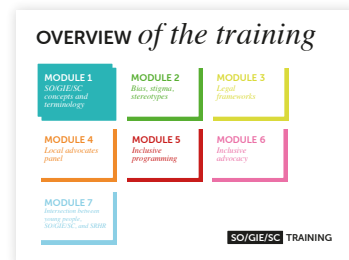 OVERVIEW of the training
MODULE 1
SO/GIE/SC
concepts and
terminology
MODULE 2
Bias, stigma,
stereotypes
MODULE 3
Legal
frameworks
MODULE 4
Local advocates
panel
MODULE 5
Inclusive
programming
MODULE 6
Inclusive
advocacy
MODULE 7
Intersection between
young people,
SO/GIE/SC, and SRHR
SO/GIE/SC TRAINING